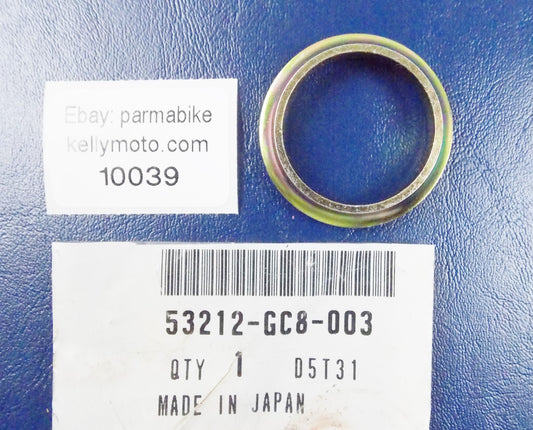 Ebay: parmabike
kellymoto.com
10039
53212-GC8-003
QTY 1 D5T31
MADE IN JAPAN